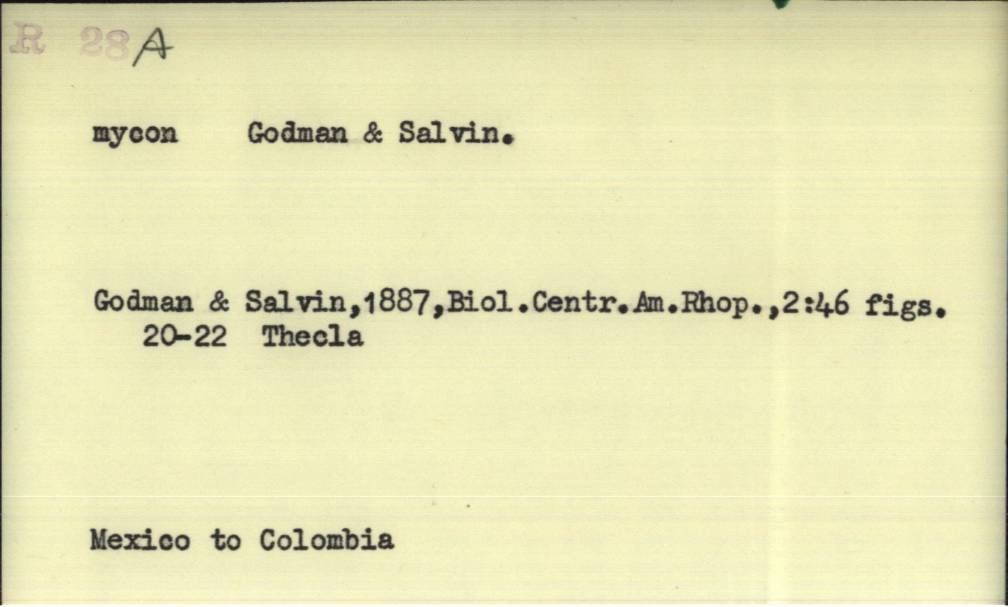 R 28 A
mycon Godman & Salvin.
Godman & Salvin,1887,Biol.Centr.Am.Rhop.,2:46 figs.
20-22 Thecla
Mexico to Colombia